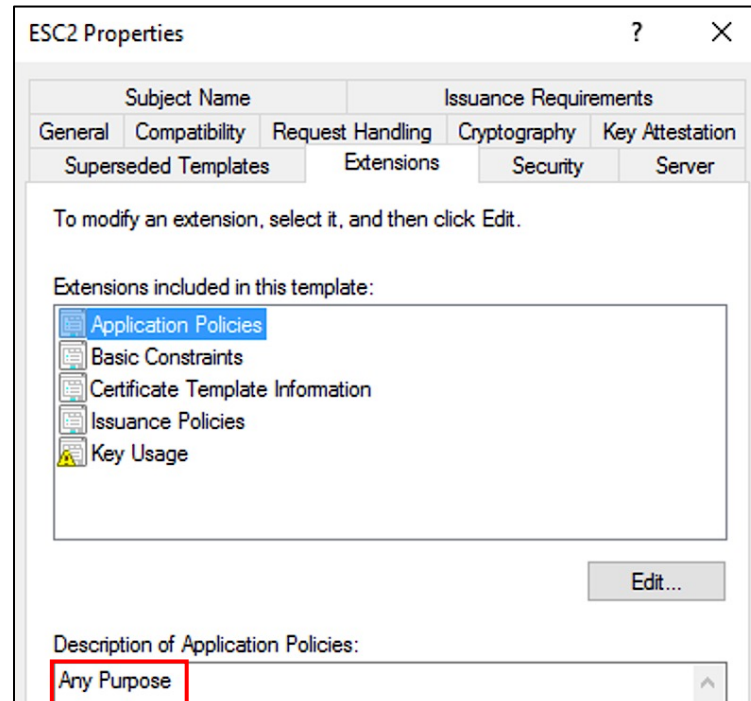 ESC2 Properties ? X
Subject Name Issuance Requirements
General Compatibility Request Handling Cryptography Key Attestation
Superseded Templates Extensions Security Server
To modify an extension, select it, and then click Edit.
Extensions included in this template:
Application Policies
Basic Constraints
Certificate Template Information
Issuance Policies
Key Usage
Edit...
Description of Application Policies:
Any Purpose